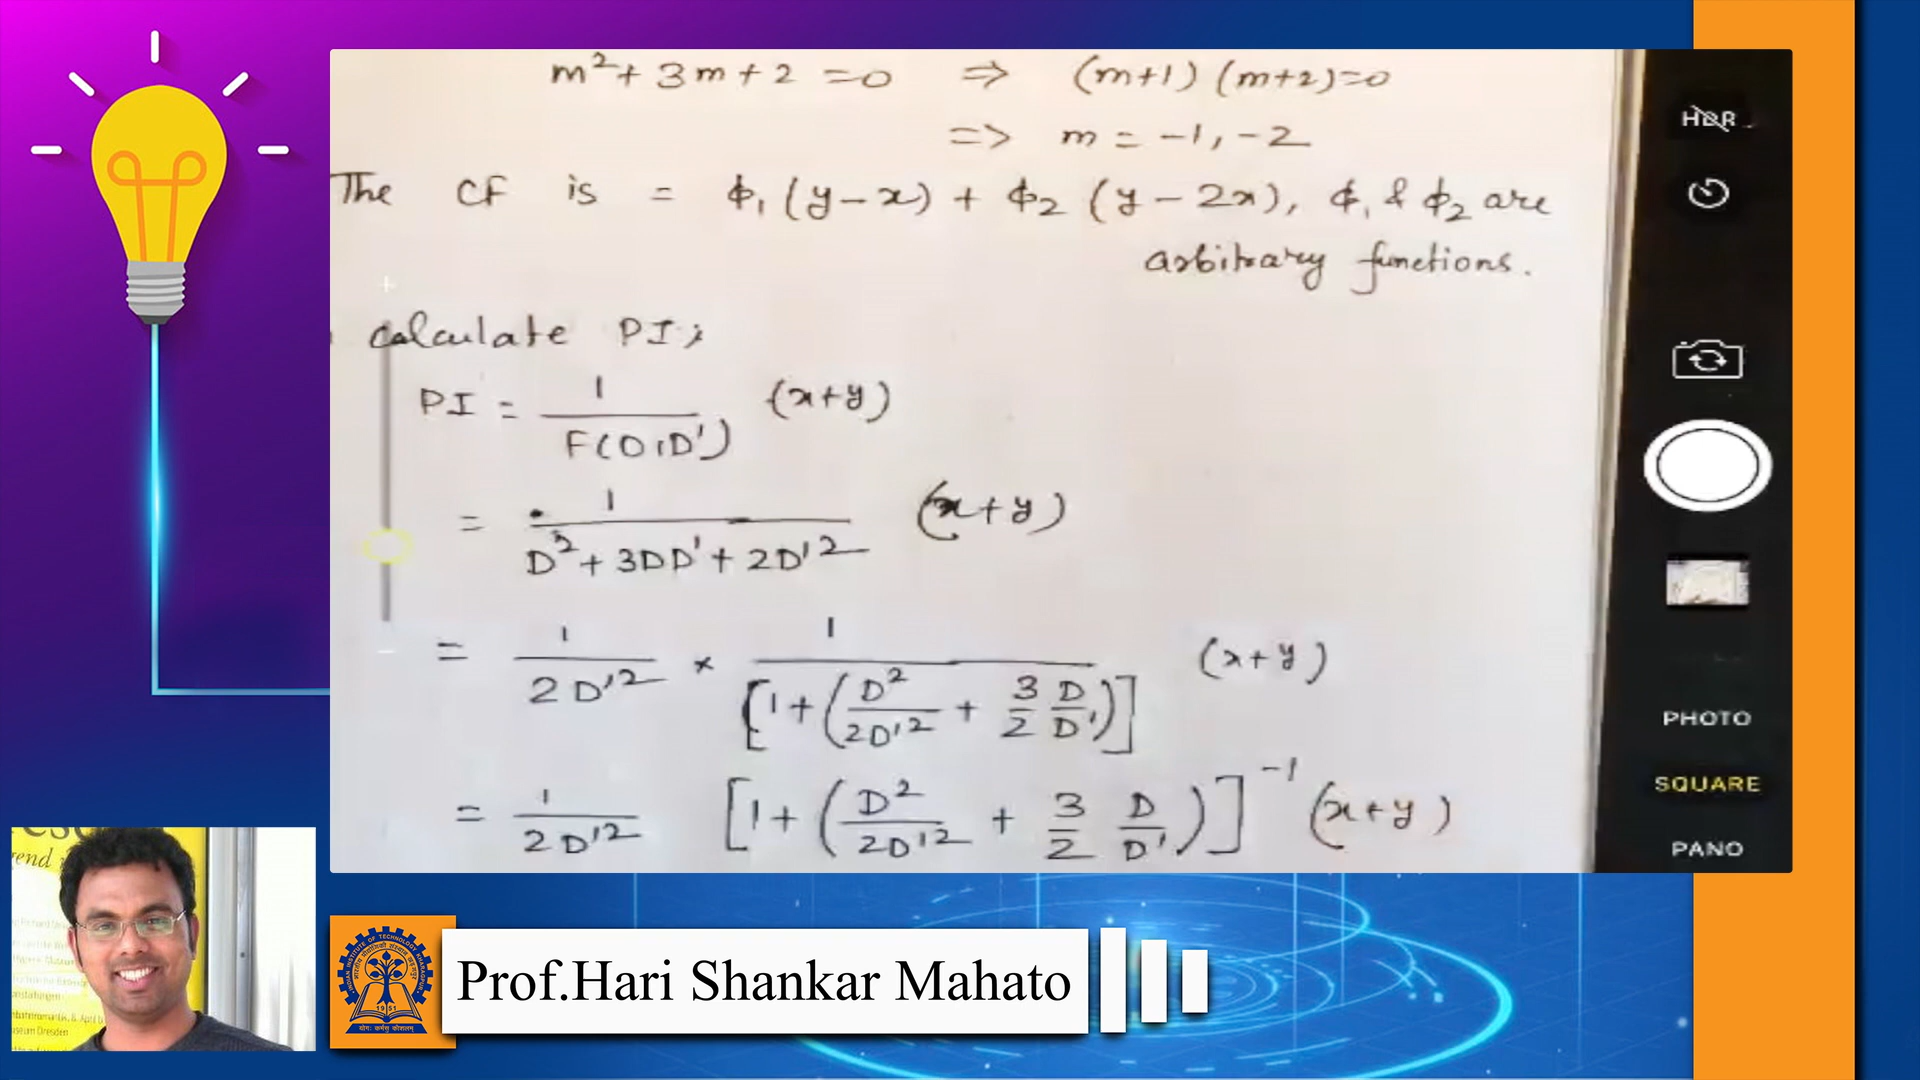 m² + 3m + 2 = 0 ⇒ (m+1) (m+2) = 0
=> m = -1, -2
The CF is = ϕ₁ (y - x) + ϕ₂ (y - 2x), ϕ₁ & ϕ₂ are
arbitrary functions.
calculate PI;
PI = 1 / F(D, D') (x+y)
= 1 / D² + 3DD' + 2D'² (x+y)
= 1 / 2D'² × 1 / [1 + (D² / 2D'² + 3/2 D/D')] (x+y)
= 1 / 2D'² [1 + (D² / 2D'² + 3/2 D/D')]⁻¹ (x+y)
HDR
PHOTO
SQUARE
PANO
Prof.Hari Shankar Mahato